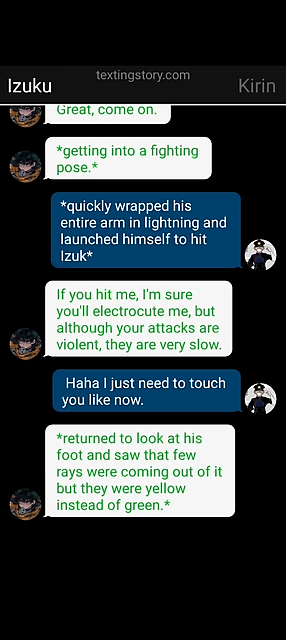 textingstory.com
Izuku
Kirin
Great, come on.
*getting into a fighting
pose.*
*quickly wrapped his
entire arm in lightning and
launched himself to hit
Izuk*
If you hit me, I'm sure
you'll electrocute me, but
although your attacks are
violent, they are very slow.
Haha I just need to touch
you like now.
*returned to look at his
foot and saw that few
rays were coming out of it
but they were yellow
instead of green.*